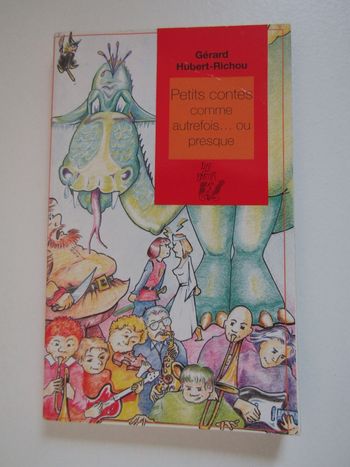 Gérard
Hubert-Richou
Petits contes
comme
autrefois... ou
presque